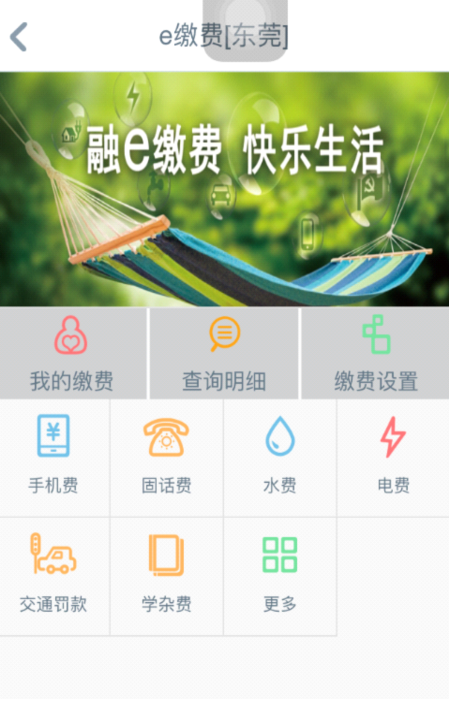 e缴费[东莞]
融e缴费 快乐生活
我的缴费 查询明细 缴费设置
手机费 固话费 水费 电费
交通罚款 学杂费 更多